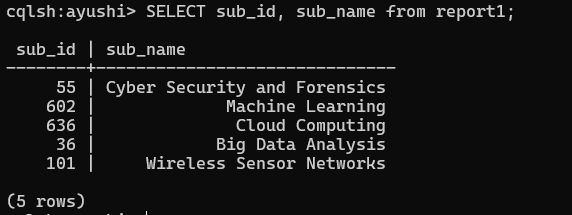 cqlsh:ayushi> SELECT sub_id, sub_name from report1;
sub_id | sub_name
--------+-------------------------------
55 | Cyber Security and Forensics
602 | Machine Learning
636 | Cloud Computing
36 | Big Data Analysis
101 | Wireless Sensor Networks
(5 rows)